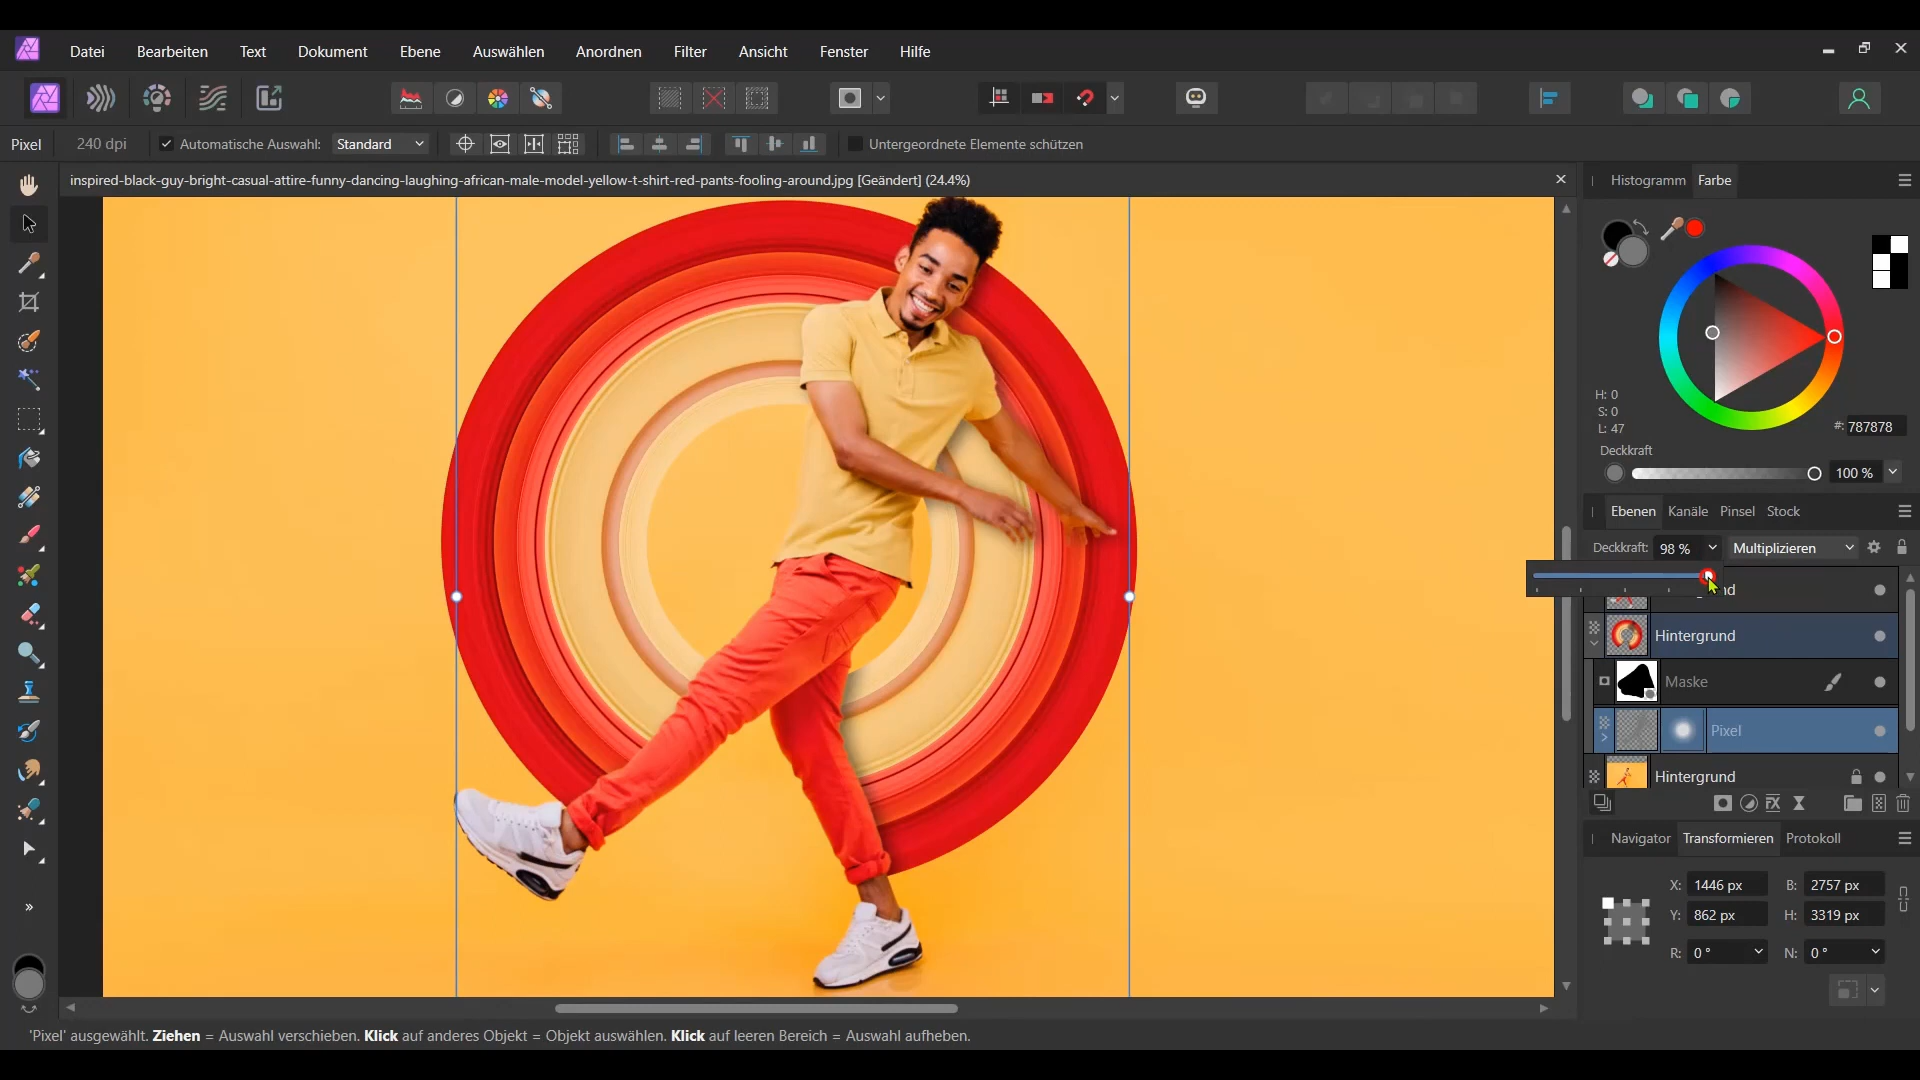 Datei Bearbeiten Text Dokument Ebene Auswählen Anordnen Filter Ansicht Fenster Hilfe
Pixel 240 dpi Automatische Auswahl: Standard Untergeordnete Elemente schützen
inspired-black-guy-bright-casual-attire-funny-dancing-laughing-african-male-model-yellow-t-shirt-red-pants-fooling-around.jpg [Geändert] (24.4%)
Histogramm Farbe
H: 0
S: 0
L: 47
#: 787878
Deckkraft
100 %
Ebenen Kanäle Pinsel Stock
Deckkraft: 98 % Multiplizieren
nd
Hintergrund
Maske
Pixel
Hintergrund
Navigator Transformieren Protokoll
X: 1446 px B: 2757 px
Y: 862 px H: 3319 px
R: 0 ° N: 0 °
'Pixel' ausgewählt. Ziehen = Auswahl verschieben. Klick auf anderes Objekt = Objekt auswählen. Klick auf leeren Bereich = Auswahl aufheben.